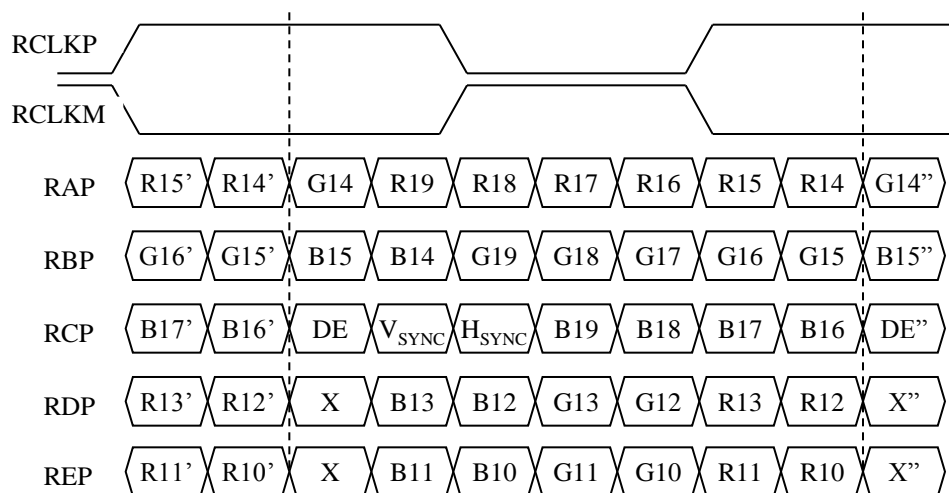 RCLKP
RCLKM
RAP R15’ R14’ G14 R19 R18 R17 R16 R15 R14 G14”
RBP G16’ G15’ B15 B14 G19 G18 G17 G16 G15 B15”
RCP B17’ B16’ DE VSYNC HSYNC B19 B18 B17 B16 DE”
RDP R13’ R12’ X B13 B12 G13 G12 R13 R12 X”
REP R11’ R10’ X B11 B10 G11 G10 R11 R10 X”